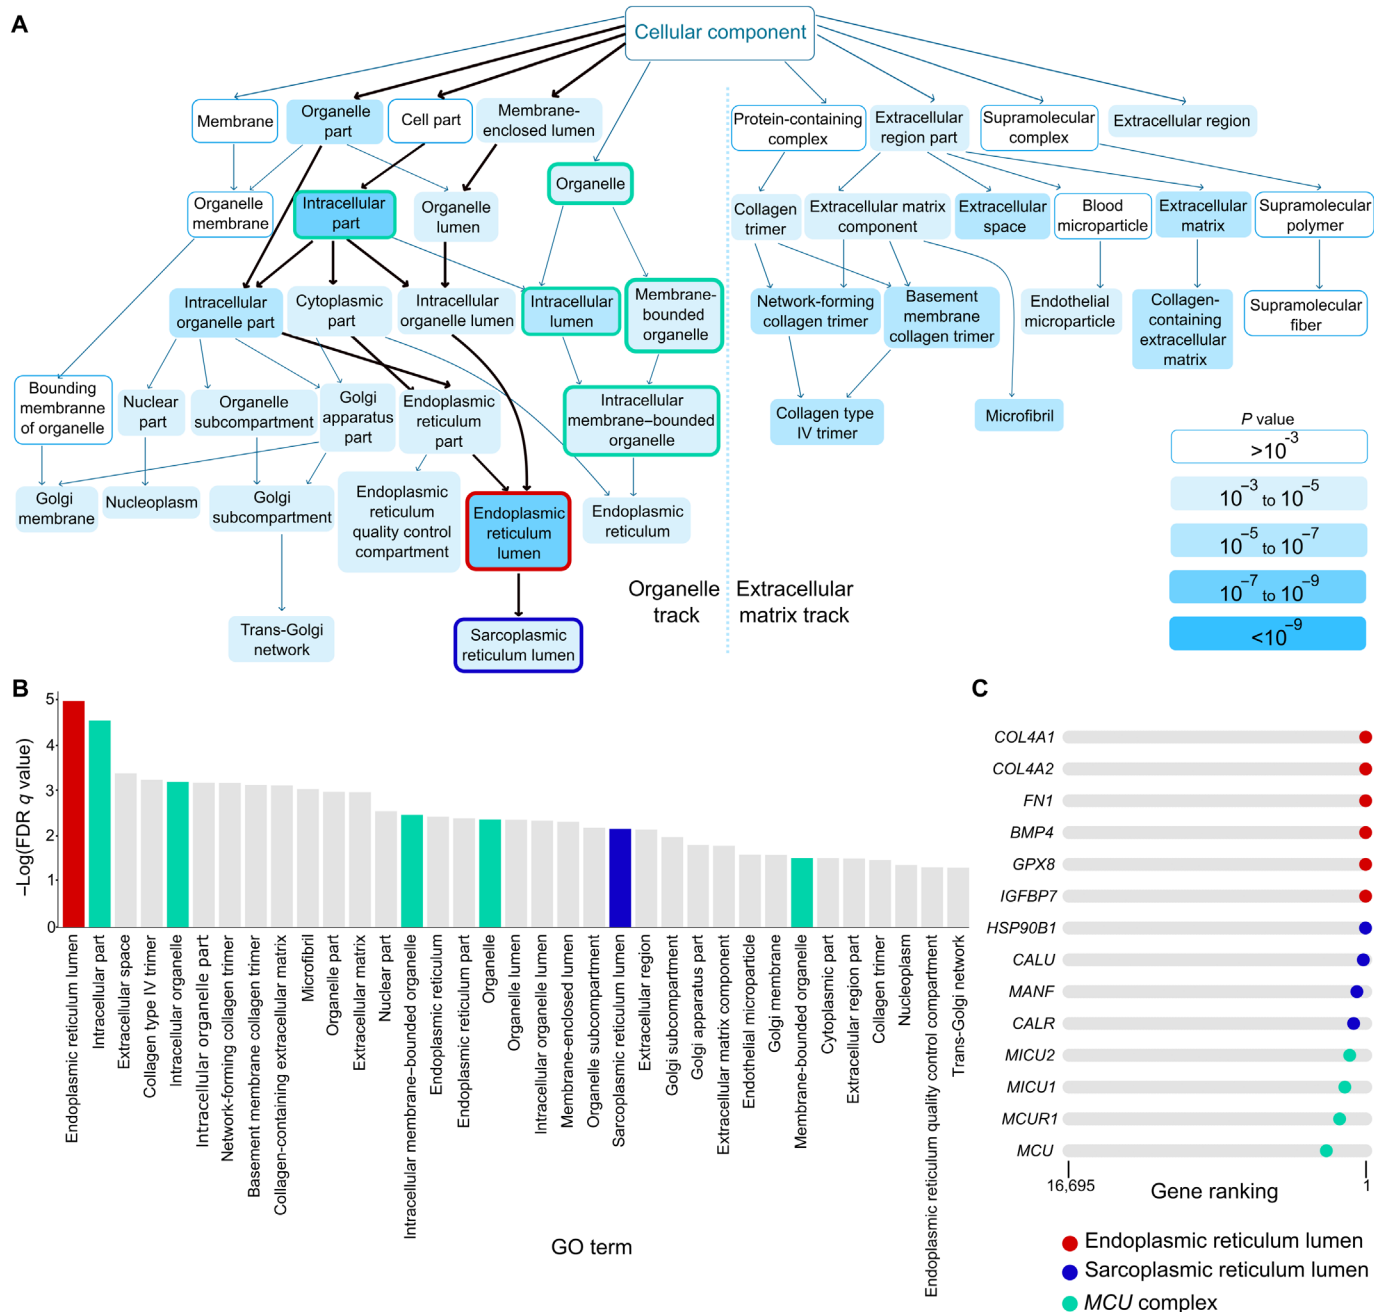 A
Cellular component
Membrane
Organelle
part
Cell part
Membrane-
enclosed lumen
Protein-containing
complex
Extracellular
region part
Supramolecular
complex
Extracellular region
Organelle
Organelle
membrane
Intracellular
part
Organelle
lumen
Collagen
trimer
Extracellular matrix
component
Extracellular
space
Blood
microparticle
Extracellular
matrix
Supramolecular
polymer
Intracellular
organelle part
Cytoplasmic
part
Intracellular
organelle lumen
Intracellular
lumen
Membrane-
bounded
organelle
Network-forming
collagen trimer
Basement
membrane
collagen trimer
Endothelial
microparticle
Collagen-
containing
extracellular
matrix
Supramolecular
fiber
Bounding
membranne
of organelle
Nuclear
part
Organelle
subcompartment
Golgi
apparatus
part
Endoplasmic
reticulum
part
Intracellular
membrane–bounded
organelle
Collagen type
IV trimer
Microfibril
Golgi
membrane
Nucleoplasm
Golgi
subcompartment
Endoplasmic
reticulum
quality control
compartment
Endoplasmic
reticulum
lumen
Endoplasmic
reticulum
Trans-Golgi
network
Sarcoplasmic
reticulum lumen
Organelle
track
Extracellular
matrix track
P value
>10−3
10−3 to 10−5
10−5 to 10−7
10−7 to 10−9
<10−9
B
–Log(FDR q value)
5
4
3
2
1
0
Endoplasmic reticulum lumen
Intracellular part
Extracellular space
Collagen type IV trimer
Intracellular organelle
Intracellular organelle part
Network-forming collagen trimer
Basement membrane collagen trimer
Collagen-containing extracellular matrix
Microfibril
Organelle part
Extracellular matrix
Nuclear part
Intracellular membrane–bounded organelle
Endoplasmic reticulum
Endoplasmic reticulum part
Organelle
Organelle lumen
Intracellular organelle lumen
Membrane-enclosed lumen
Organelle subcompartment
Sarcoplasmic reticulum lumen
Extracellular region
Golgi subcompartment
Golgi apparatus part
Extracellular matrix component
Endothelial microparticle
Golgi membrane
Membrane-bounded organelle
Cytoplasmic part
Extracellular region part
Collagen trimer
Nucleoplasm
Endoplasmic reticulum quality control compartment
Trans-Golgi network
GO term
C
COL4A1
COL4A2
FN1
BMP4
GPX8
IGFBP7
HSP90B1
CALU
MANF
CALR
MICU2
MICU1
MCUR1
MCU
16,695
1
Gene ranking
Endoplasmic reticulum lumen
Sarcoplasmic reticulum lumen
MCU complex